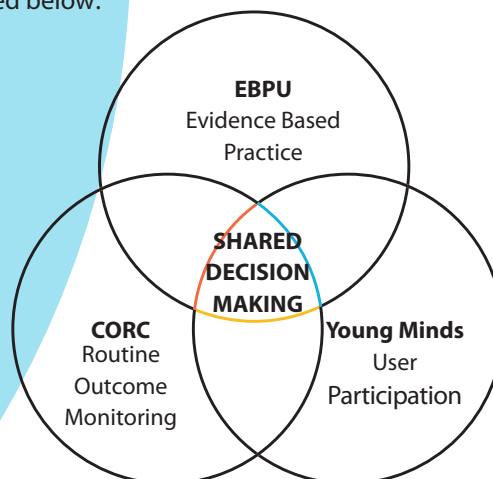 ed below.
EBPU
Evidence Based
Practice
SHARED
DECISION
MAKING
CORC
Routine
Outcome
Monitoring
Young Minds
User
Participation